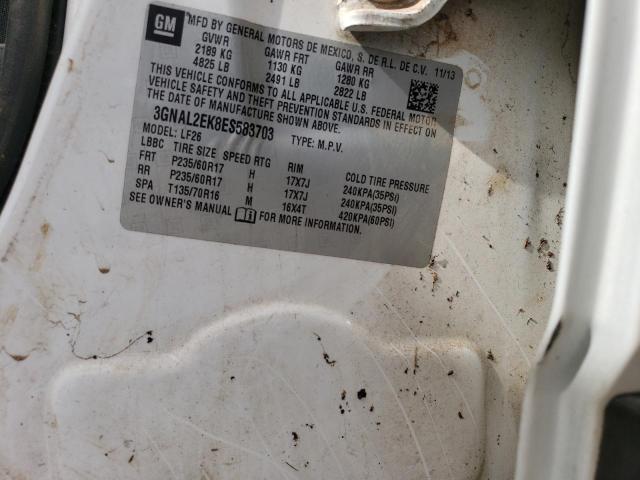 GM
MFD BY GENERAL MOTORS DE MEXICO, S. DE R.L. DE C.V. 11/13
GVWR GAWR FRT GAWR RR
2189 KG 1130 KG 1280 KG
4825 LB 2491 LB 2822 LB
THIS VEHICLE CONFORMS TO ALL APPLICABLE U.S. FEDERAL MOTOR
VEHICLE SAFETY AND THEFT PREVENTION STANDARDS IN EFFECT ON
THE DATE OF MANUFACTURE SHOWN ABOVE.
3GNAL2EK8ES583703 TYPE: M.P.V.
MODEL: LF26
LBBC TIRE SIZE SPEED RTG RIM COLD TIRE PRESSURE
FRT P235/60R17 H 17X7J 240KPA(35PSI)
RR P235/60R17 H 17X7J 240KPA(35PSI)
SPA T135/70R16 M 16X4T 420KPA(60PSI)
SEE OWNER'S MANUAL FOR MORE INFORMATION.